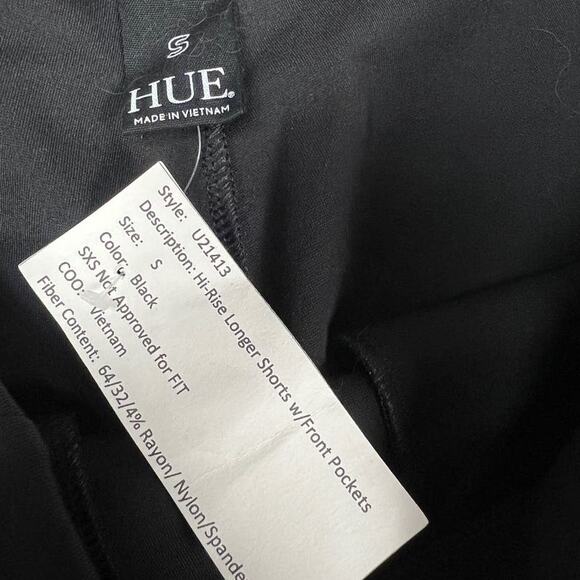 S
HUE.
MADE IN VIETNAM
Style: U21413
Description: Hi-Rise Longer Shorts w/Front Pockets
Size: S
Color: Black
SXS Not Approved for FIT
COO: Vietnam
Fiber Content: 64/32/4% Rayon/ Nylon/Spande